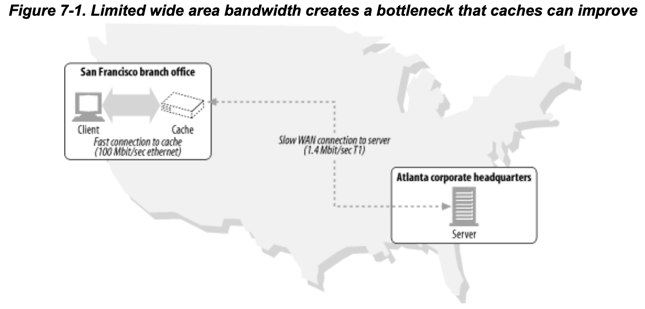 Figure 7-1. Limited wide area bandwidth creates a bottleneck that caches can improve
San Francisco branch office
Client
Cache
Fast connection to cache
(100 Mbit/sec ethernet)
Slow WAN connection to server
(1.4 Mbit/sec T1)
Atlanta corporate headquarters
Server